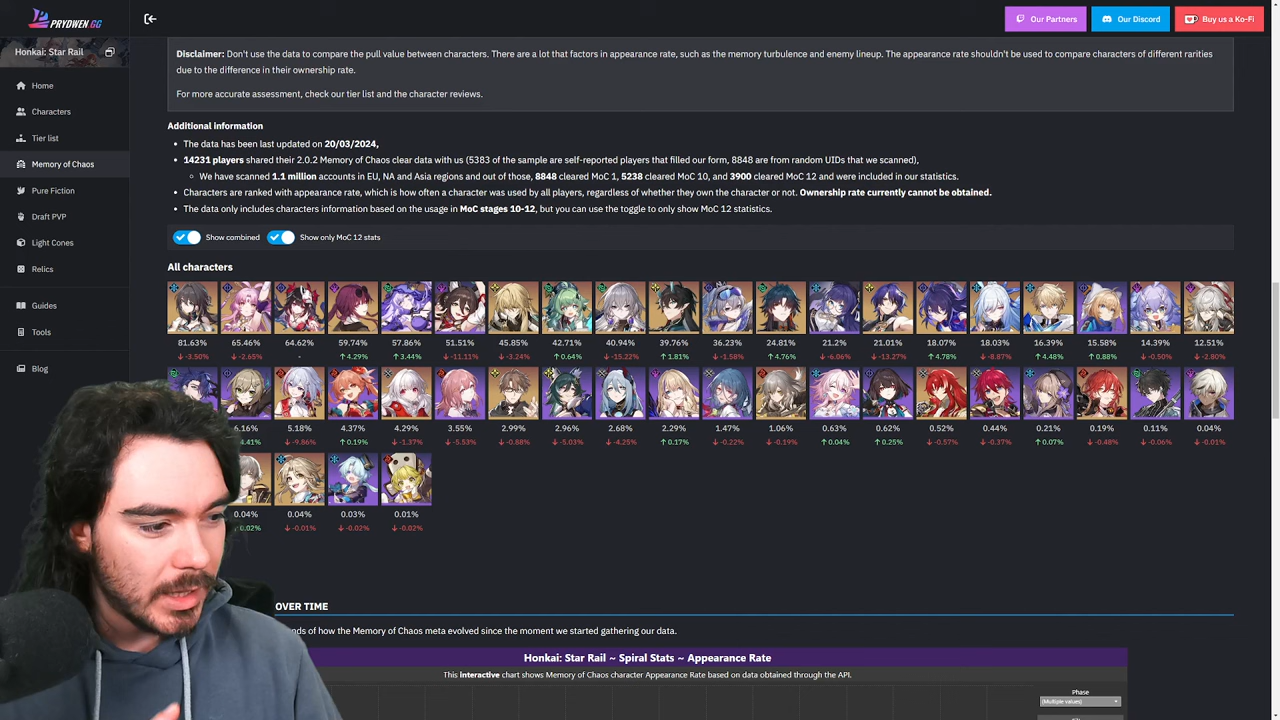 PRYDWEN.GG
Our Partners
Our Discord
Buy us a Ko-Fi
Honkai: Star Rail
Home
Characters
Tier list
Memory of Chaos
Pure Fiction
Draft PVP
Light Cones
Relics
Guides
Tools
Blog
Disclaimer: Don't use the data to compare the pull value between characters. There are a lot that factors in appearance rate, such as the memory turbulence and enemy lineup. The appearance rate shouldn't be used to compare characters of different rarities
due to the difference in their ownership rate.
For more accurate assessment, check our tier list and the character reviews.
Additional information
The data has been last updated on 20/03/2024,
14231 players shared their 2.0.2 Memory of Chaos clear data with us (5383 of the sample are self-reported players that filled our form, 8848 are from random UIDs that we scanned),
We have scanned 1.1 million accounts in EU, NA and Asia regions and out of those, 8848 cleared MoC 1, 5238 cleared MoC 10, and 3900 cleared MoC 12 and were included in our statistics.
Characters are ranked with appearance rate, which is how often a character was used by all players, regardless of whether they own the character or not. Ownership rate currently cannot be obtained.
The data only includes characters information based on the usage in MoC stages 10-12, but you can use the toggle to only show MoC 12 statistics.
Show combined Show only MoC 12 stats
All characters
81.63% 65.46% 64.62% 59.74% 57.86% 51.51% 45.85% 42.71% 40.94% 39.76% 36.23% 24.81% 21.2% 21.01% 18.07% 18.03% 16.39% 15.58% 14.39% 12.51%
↓ -3.50% ↓ -2.65% - ↑ 4.29% ↑ 3.44% ↓ -11.11% ↓ -3.24% ↑ 0.64% ↓ -15.22% ↑ 1.81% ↓ -1.58% ↑ 4.76% ↓ -6.06% ↓ -13.27% ↑ 4.78% ↓ -8.87% ↑ 4.48% ↑ 0.88% ↓ -0.50% ↓ -2.80%
6.16% 5.18% 4.37% 4.29% 3.55% 2.99% 2.96% 2.68% 2.29% 1.47% 1.06% 0.63% 0.62% 0.52% 0.44% 0.21% 0.19% 0.11% 0.04%
4.41% ↓ -9.86% ↑ 0.19% ↓ -1.37% ↓ -5.53% ↓ -0.88% ↓ -5.03% ↓ -4.25% ↑ 0.17% ↓ -0.22% ↓ -0.19% ↑ 0.04% ↑ 0.25% ↓ -0.57% ↓ -0.37% ↑ 0.07% ↓ -0.48% ↓ -0.06% ↓ -0.01%
0.04% 0.04% 0.03% 0.01%
0.02% ↓ -0.01% ↓ -0.02% ↓ -0.02%
OVER TIME
of how the Memory of Chaos meta evolved since the moment we started gathering our data.
Honkai: Star Rail ~ Spiral Stats ~ Appearance Rate
This interactive chart shows Memory of Chaos character Appearance Rate based on data obtained through the API.
Phase
(Multiple values)